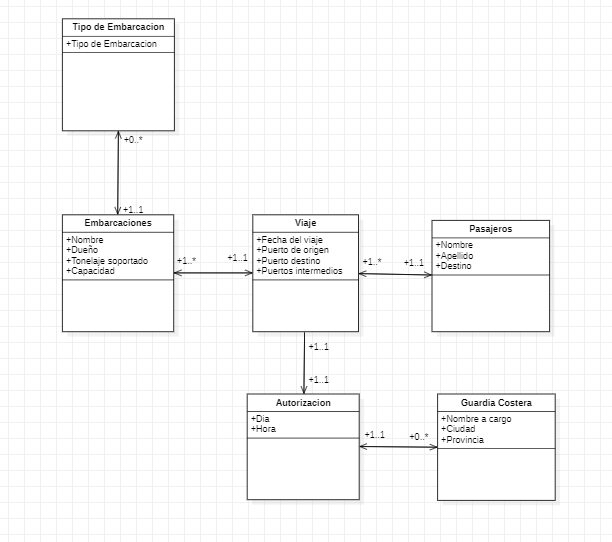 Tipo de Embarcacion
+Tipo de Embarcacion
+0..*
+1..1
Embarcaciones
+Nombre
+Dueño
+Tonelaje soportado
+Capacidad
+1..*
+1..1
Viaje
+Fecha del viaje
+Puerto de origen
+Puerto destino
+Puertos intermedios
+1..*
+1..1
Pasajeros
+Nombre
+Apellido
+Destino
+1..1
+1..1
Autorizacion
+Dia
+Hora
+1..1
+0..*
Guardia Costera
+Nombre a cargo
+Ciudad
+Provincia